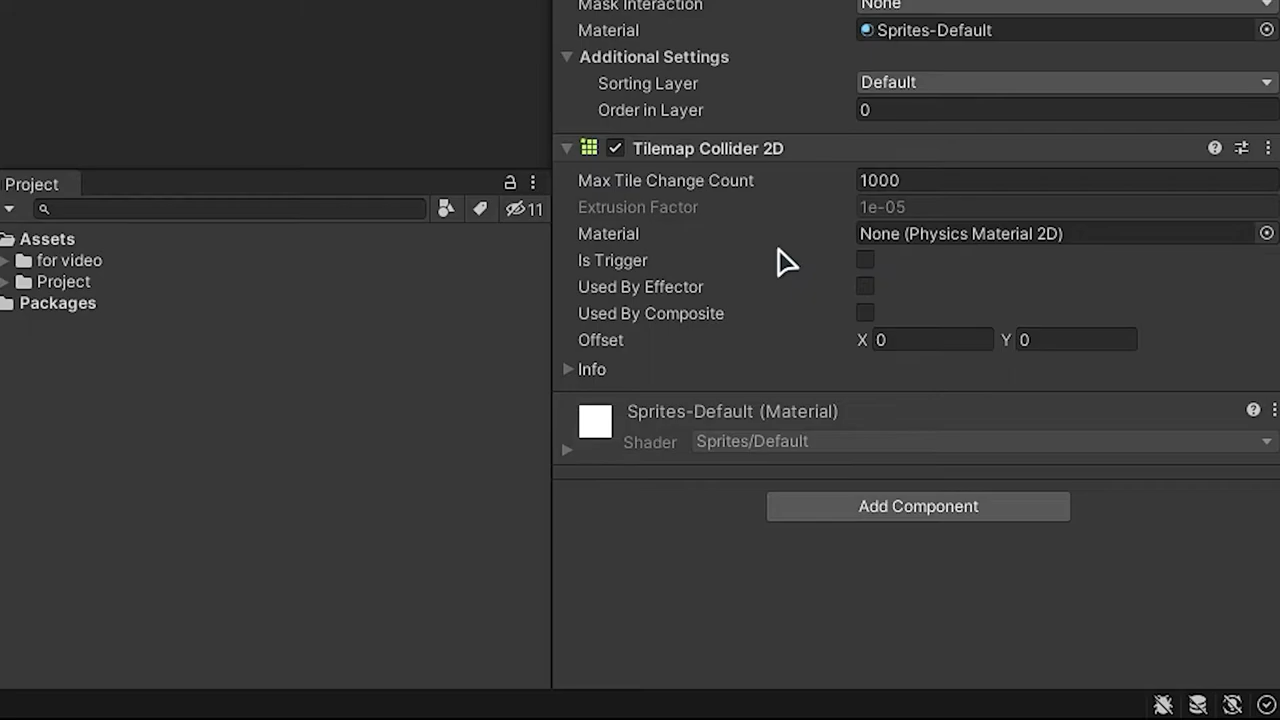 Mask Interaction None
Material Sprites-Default
Additional Settings
Sorting Layer Default
Order in Layer 0
Tilemap Collider 2D
Max Tile Change Count 1000
Extrusion Factor 1e-05
Material None (Physics Material 2D)
Is Trigger
Used By Effector
Used By Composite
Offset X 0 Y 0
Info
Sprites-Default (Material)
Shader Sprites/Default
Add Component
Project
11
Assets
for video
Project
Packages